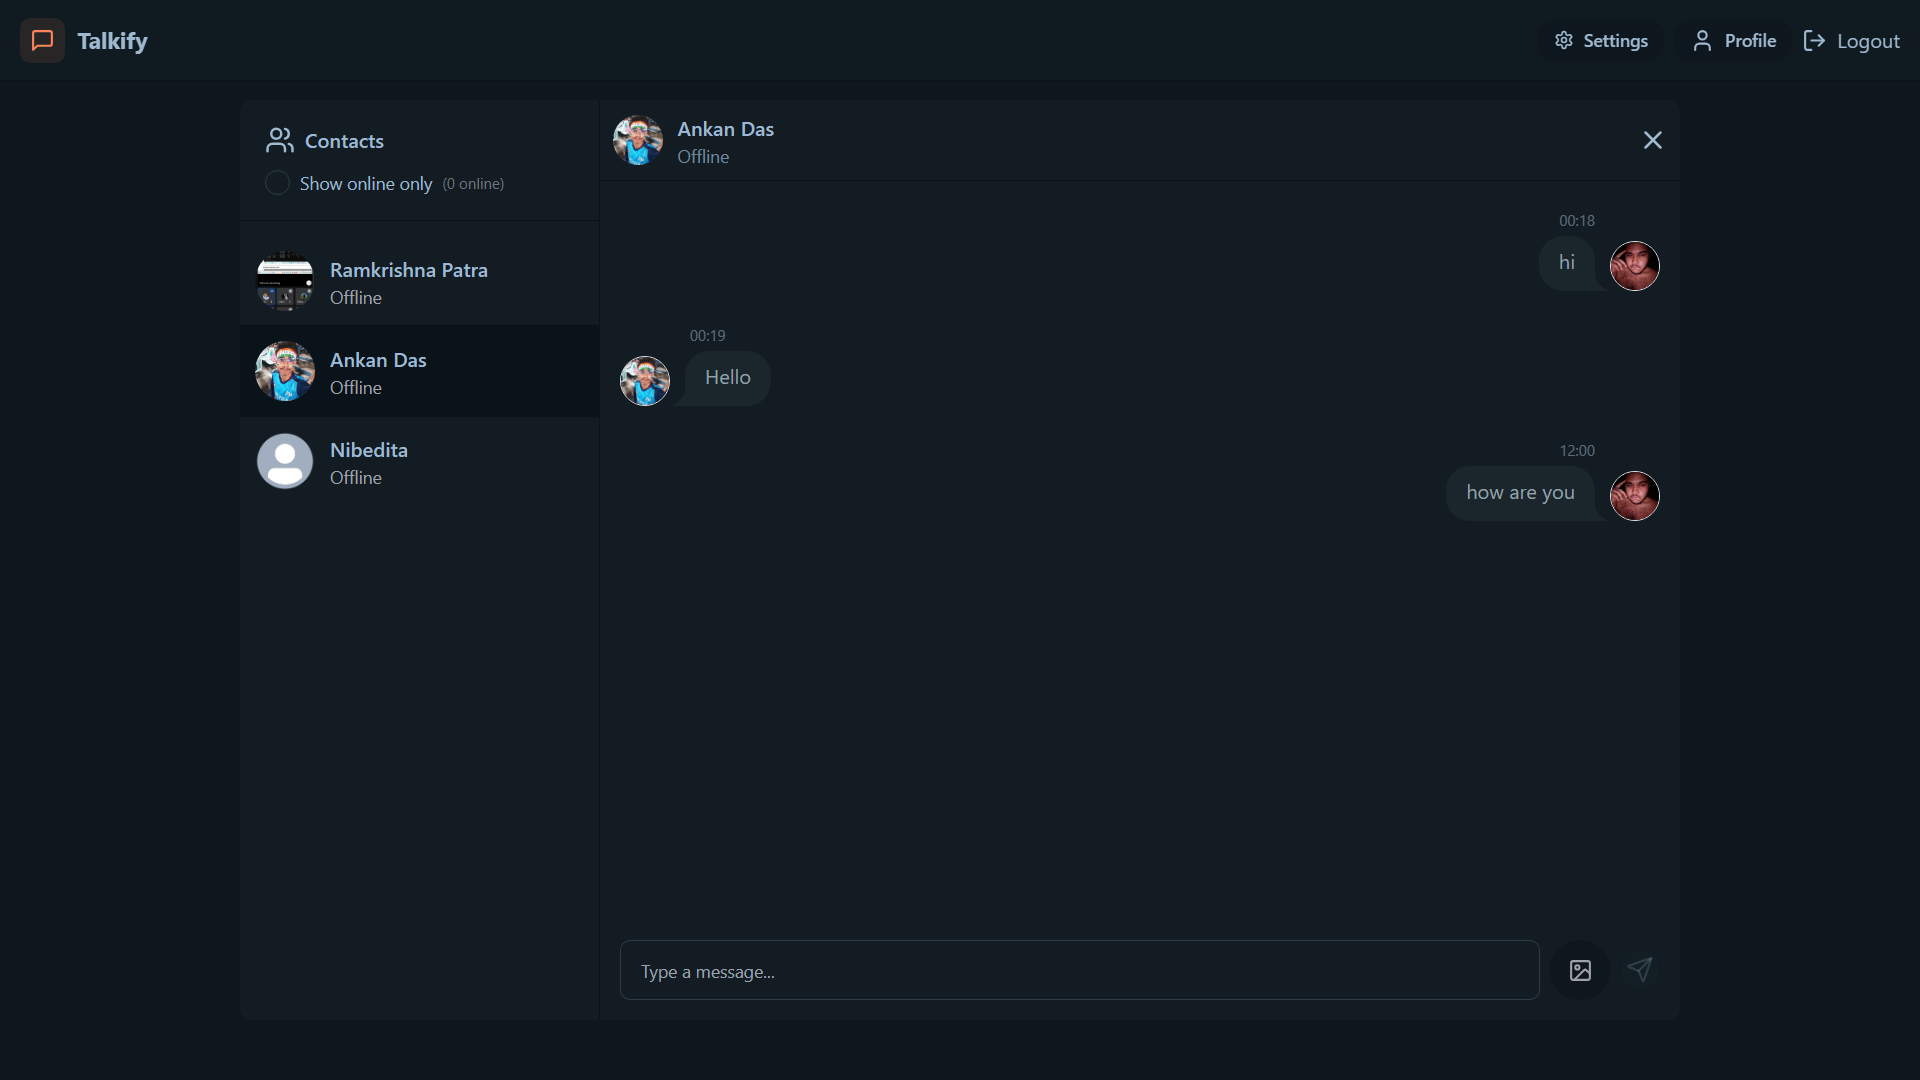 Talkify
Settings
Profile
Logout
Contacts
Show online only (0 online)
Ramkrishna Patra
Offline
Ankan Das
Offline
Nibedita
Offline
Ankan Das
Offline
00:18
hi
00:19
Hello
12:00
how are you
Type a message...